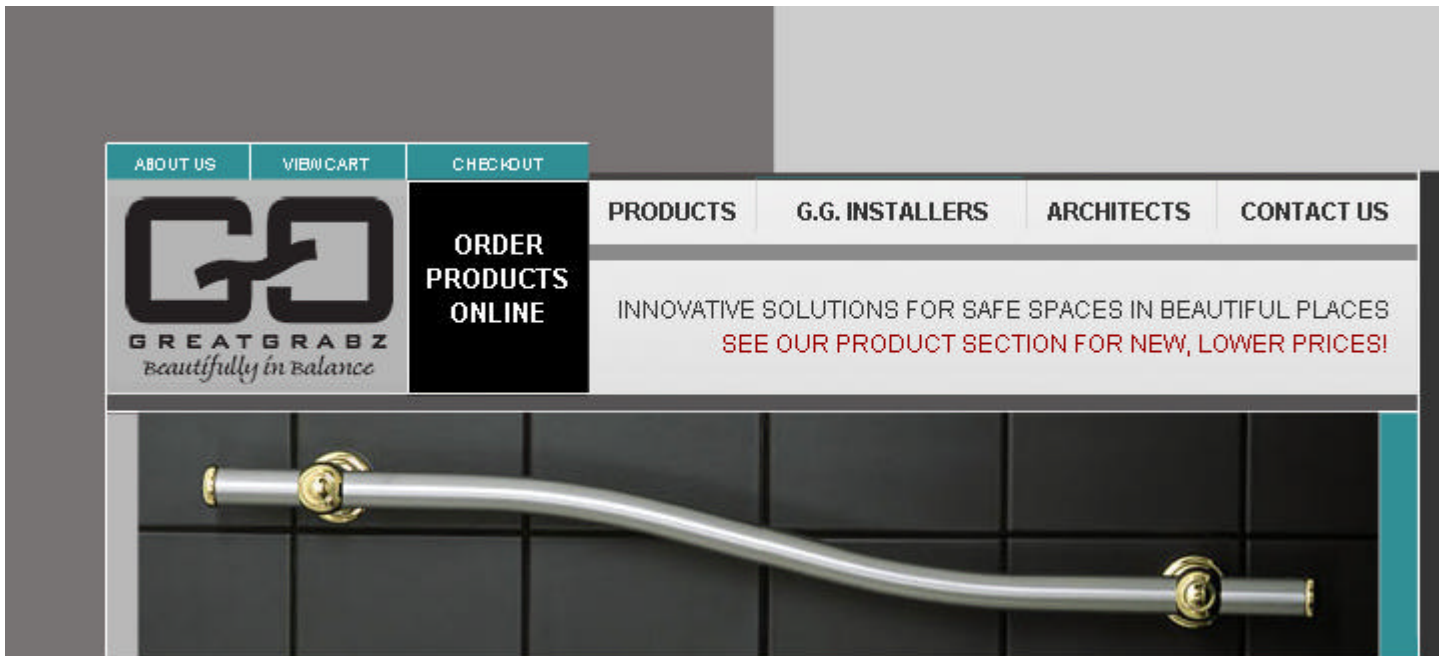 ABOUT US
VIEW CART
CHECKOUT
GREATGRABZ
Beautifully in Balance
ORDER
PRODUCTS
ONLINE
PRODUCTS
G.G. INSTALLERS
ARCHITECTS
CONTACT US
INNOVATIVE SOLUTIONS FOR SAFE SPACES IN BEAUTIFUL PLACES
SEE OUR PRODUCT SECTION FOR NEW, LOWER PRICES!